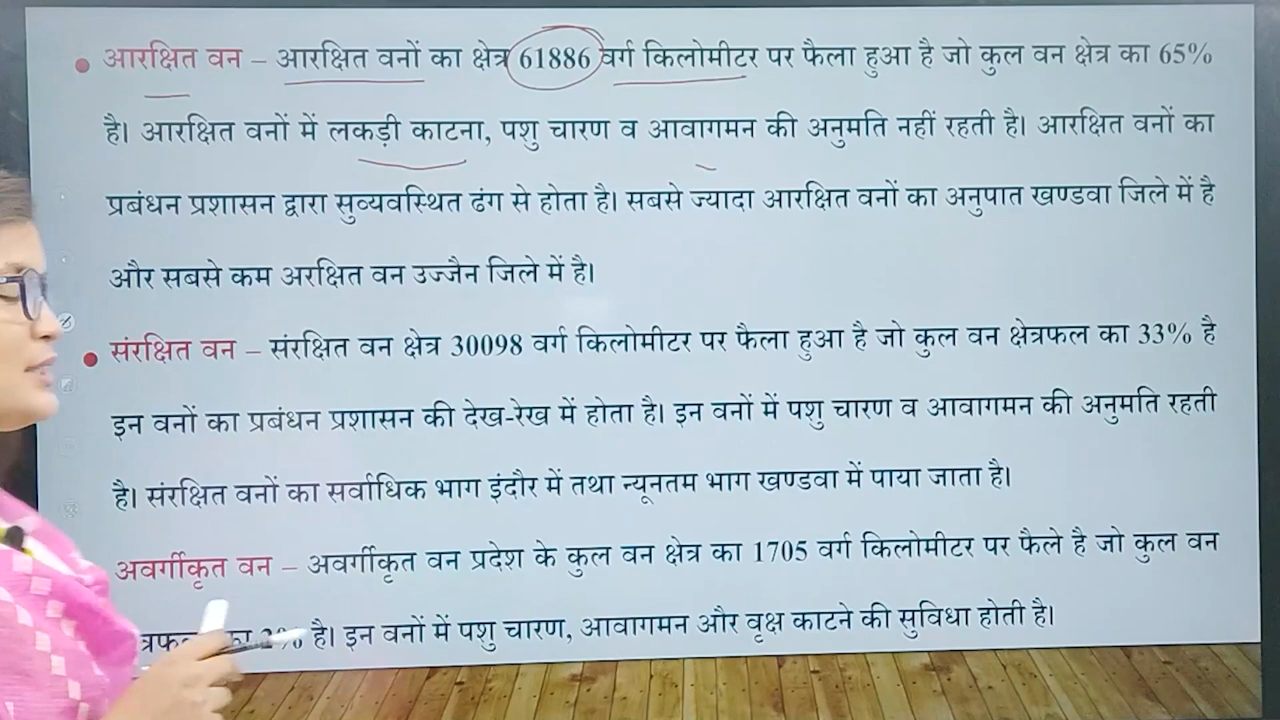 आरक्षित वन – आरक्षित वनों का क्षेत्र 61886 वर्ग किलोमीटर पर फैला हुआ है जो कुल वन क्षेत्र का 65%
है। आरक्षित वनों में लकड़ी काटना, पशु चारण व आवागमन की अनुमति नहीं रहती है। आरक्षित वनों का
प्रबंधन प्रशासन द्वारा सुव्यवस्थित ढंग से होता है। सबसे ज्यादा आरक्षित वनों का अनुपात खण्डवा जिले में है
और सबसे कम अरक्षित वन उज्जैन जिले में है।
संरक्षित वन – संरक्षित वन क्षेत्र 30098 वर्ग किलोमीटर पर फैला हुआ है जो कुल वन क्षेत्रफल का 33% है
इन वनों का प्रबंधन प्रशासन की देख-रेख में होता है। इन वनों में पशु चारण व आवागमन की अनुमति रहती
है। संरक्षित वनों का सर्वाधिक भाग इंदौर में तथा न्यूनतम भाग खण्डवा में पाया जाता है।
अवर्गीकृत वन – अवर्गीकृत वन प्रदेश के कुल वन क्षेत्र का 1705 वर्ग किलोमीटर पर फैले है जो कुल वन
का 2% है। इन वनों में पशु चारण, आवागमन और वृक्ष काटने की सुविधा होती है।